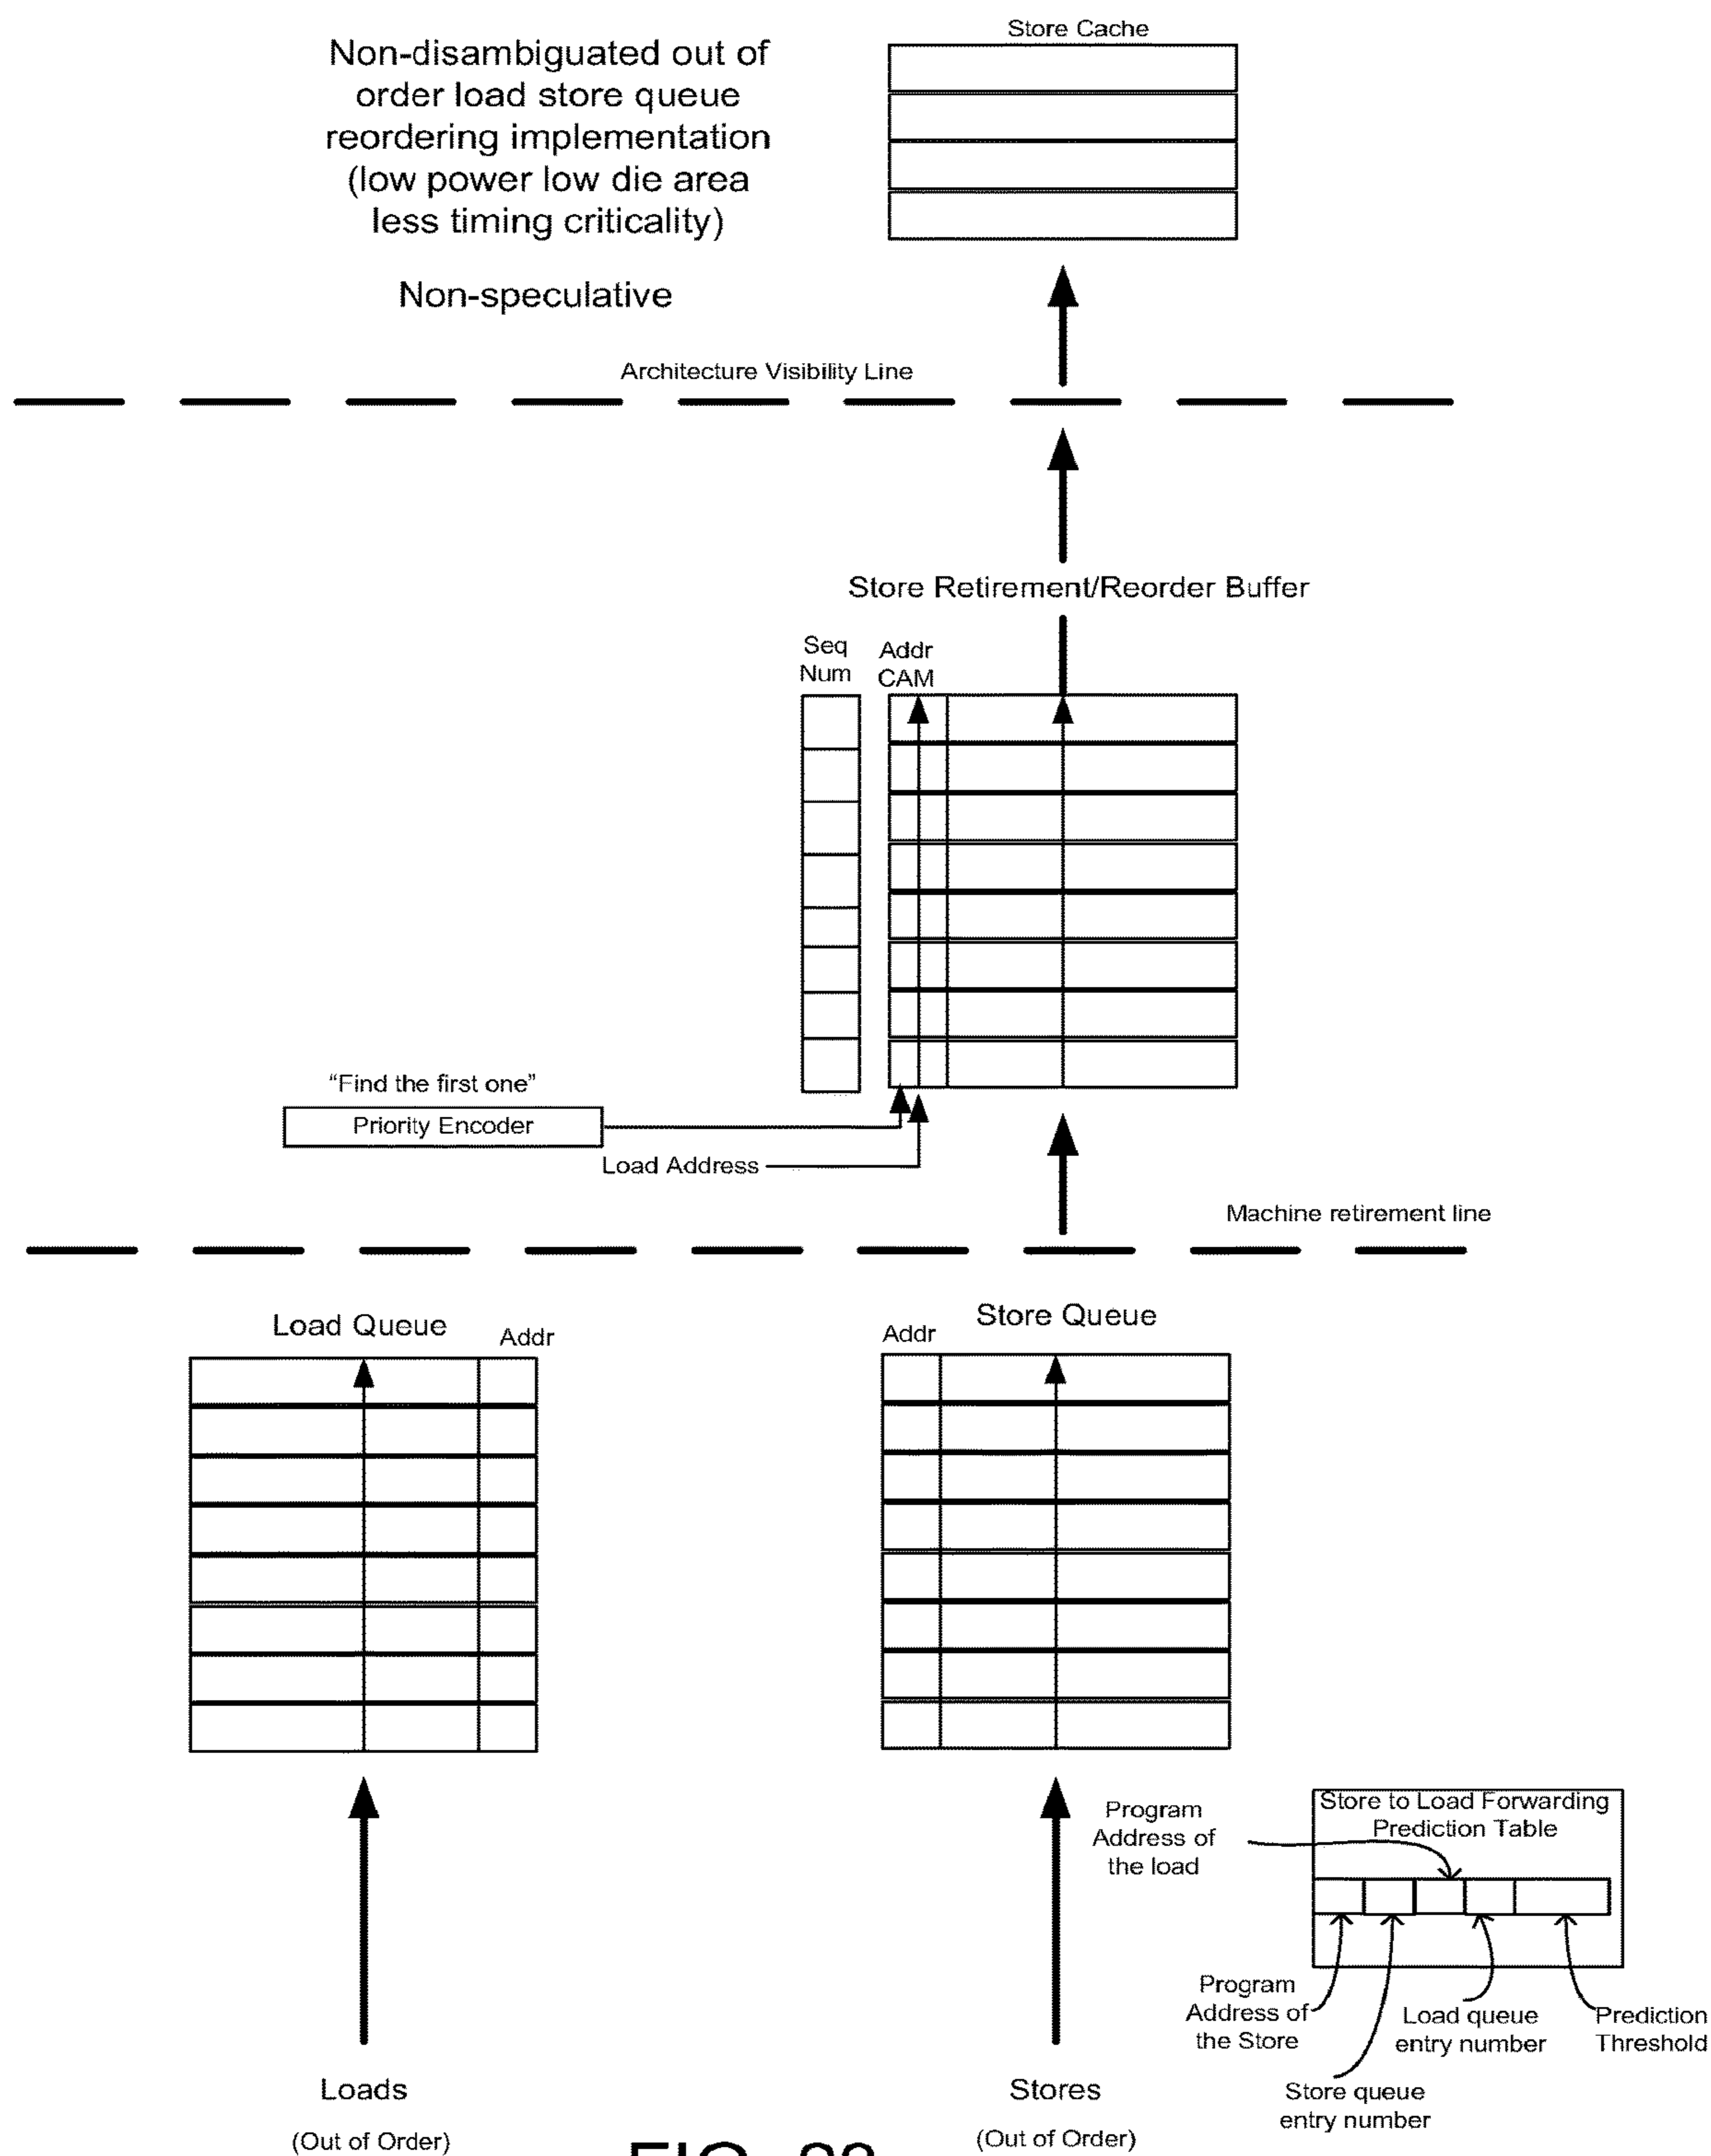 Store Cache
Non-disambiguated out of
order load store queue
reordering implementation
(low power low die area
less timing criticality)
Non-speculative
Architecture Visibility Line
Store Retirement/Reorder Buffer
Seq
Num
Addr
CAM
“Find the first one”
Priority Encoder
Load Address
Machine retirement line
Load Queue
Addr
Store Queue
Addr
Program
Address of
the load
Store to Load Forwarding
Prediction Table
Program
Address of
the Store
Load queue
entry number
Prediction
Threshold
Store queue
entry number
Loads
(Out of Order)
Stores
(Out of Order)